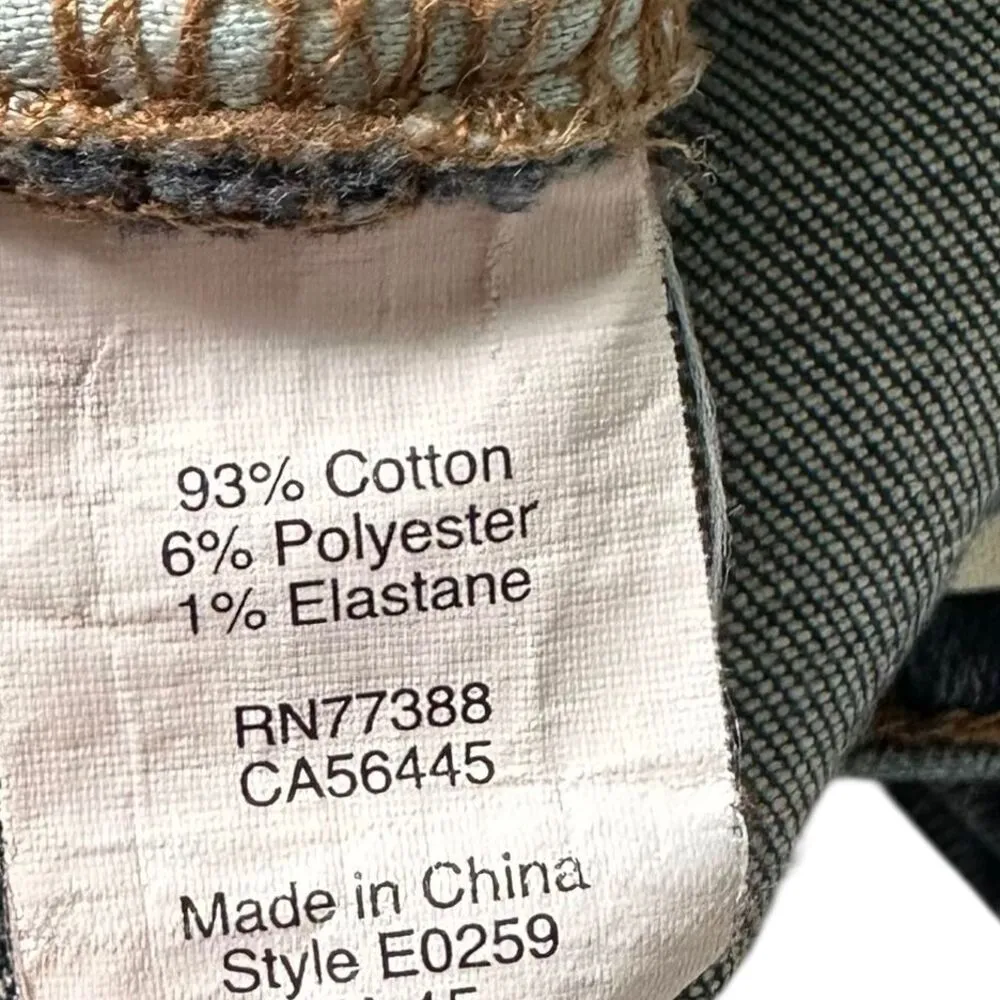 93% Cotton
6% Polyester
1% Elastane
RN77388
CA56445
Made in China
Style E0259